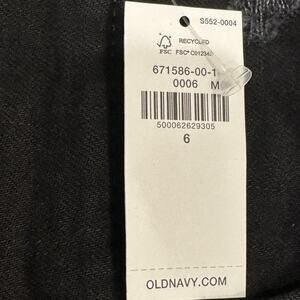 S552-0004
RECYCLED
FSC
671586-00-1
0006 M
500062629305
6
OLDNAVY.COM